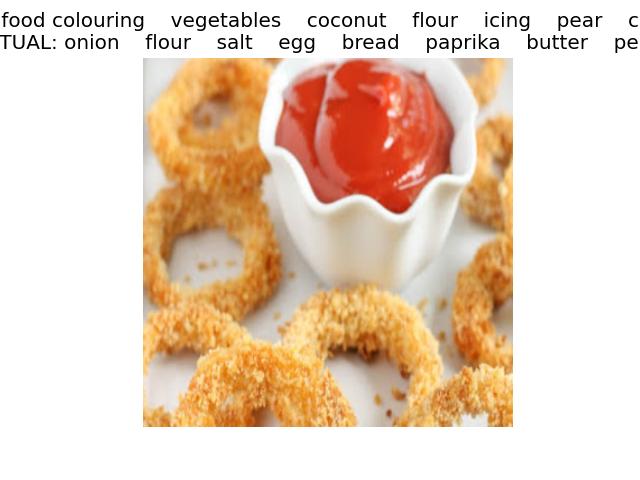 food colouring vegetables coconut flour icing pear c
TUAL: onion flour salt egg bread paprika butter pe